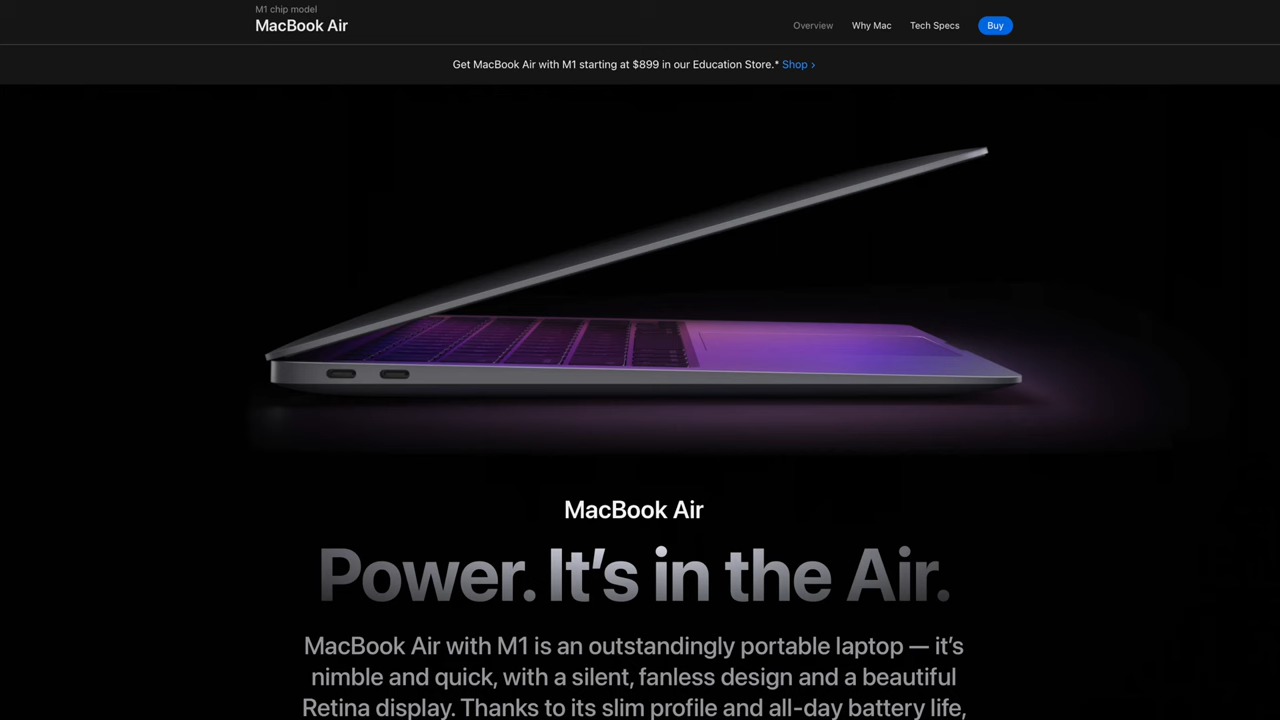 M1 chip model
MacBook Air
Overview Why Mac Tech Specs Buy
Get MacBook Air with M1 starting at $899 in our Education Store.* Shop >
MacBook Air
Power. It’s in the Air.
MacBook Air with M1 is an outstandingly portable laptop — it’s
nimble and quick, with a silent, fanless design and a beautiful
Retina display. Thanks to its slim profile and all-day battery life,